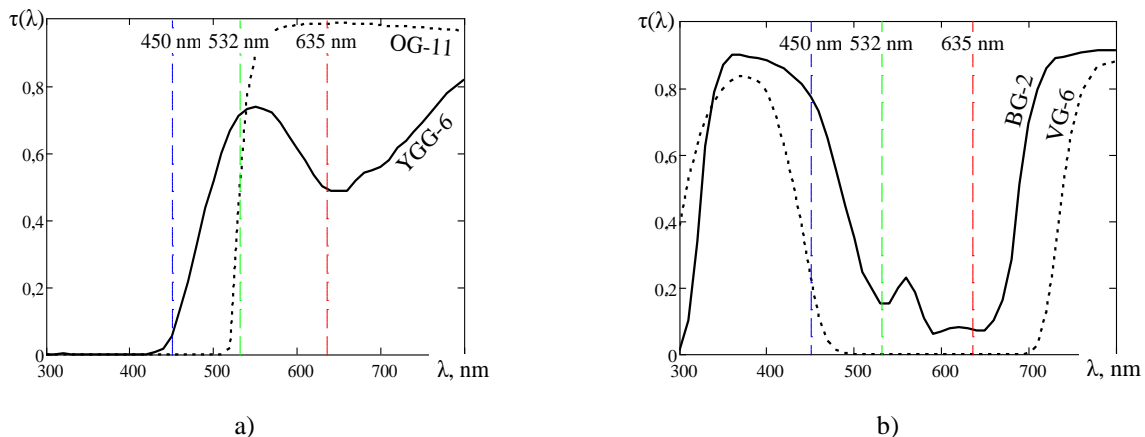 τ(λ)
450 nm 532 nm 635 nm
OG-11
YGG-6
0,8
0,6
0,4
0,2
0
300 400 500 600 700 λ, nm
a)
τ(λ)
450 nm 532 nm 635 nm
BG-2
VG-6
0,8
0,6
0,4
0,2
0
300 400 500 600 700 λ, nm
b)